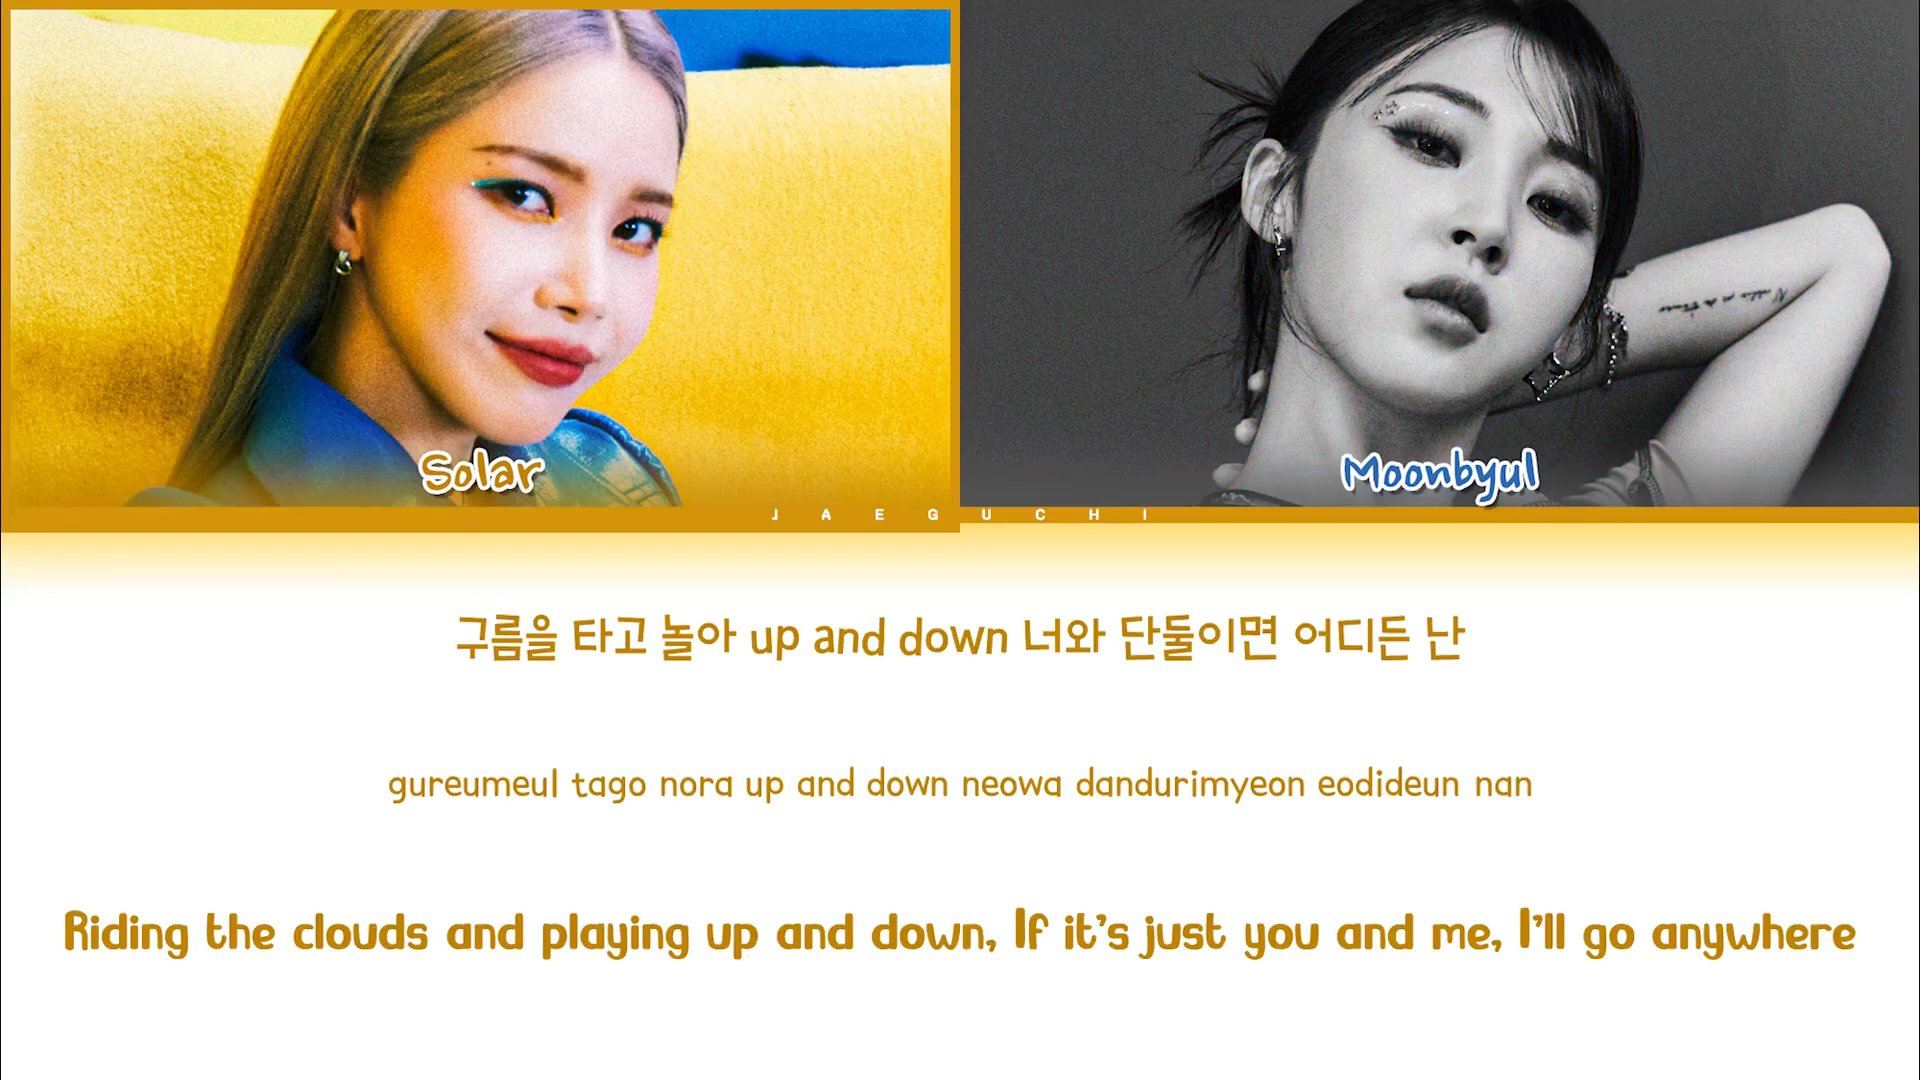 Solar
Moonbyul
JAEGUCHI
구름을 타고 놀아 up and down 너와 단둘이면 어디든 난
gureumeul tago nora up and down neowa dandurimyeon eodideun nan
Riding the clouds and playing up and down, If it's just you and me, I'll go anywhere